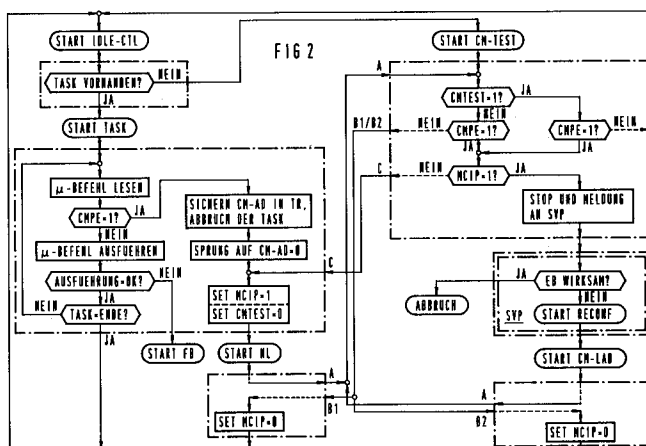 START IDLE-CTL
FIG 2
START CM-TEST
TASK VORHANDEN?
NEIN
JA
START TASK
A
CMTEST=1?
JA
NEIN
B1/B2
NEIN
CMPE=1?
JA
CMPE=1?
NEIN
JA
C
NEIN
MCIP=1?
JA
STOP UND MELDUNG
AN SVP
µ-BEFEHL LESEN
CMPE=1?
JA
NEIN
SICHERN CM-AD IN TR,
ABBRUCH DER TASK
SPRUNG AUF CM-AD=0
µ-BEFEHL AUSFUEHREN
AUSFUEHRUNG=OK?
NEIN
JA
NEIN
TASK=ENDE?
JA
C
SET MCIP=1
SET CMTEST=0
START FB
START NL
JA
EB WIRKSAM?
NEIN
ABBRUCH
SVP
START RECONF
START CM-LAD
A
B1
SET MCIP=0
A
B2
SET MCIP=0